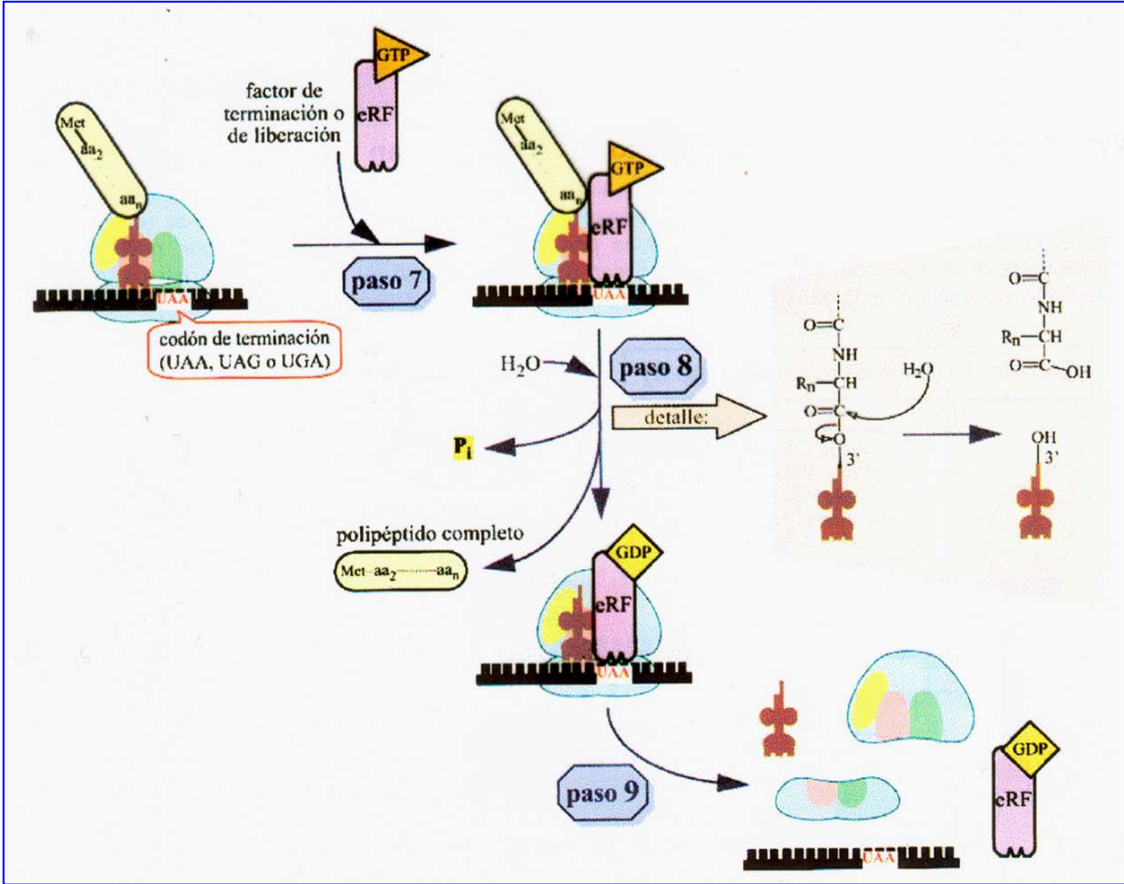 GTP
factor de
terminación o
de liberación
eRF
Met
aa2
aan
Met
aa2
aan
GTP
eRF
paso 7
UAA
UAA
codón de terminación
(UAA, UAG o UGA)
H2O
paso 8
detalle:
Pi
O=C
NH
Rn—CH
O=C
O
3'
H2O
NH
Rn—CH
O=C
OH
OH
3'
polipéptido completo
Met–aa2┈┈aan
GDP
eRF
UAA
paso 9
GDP
eRF
UAA